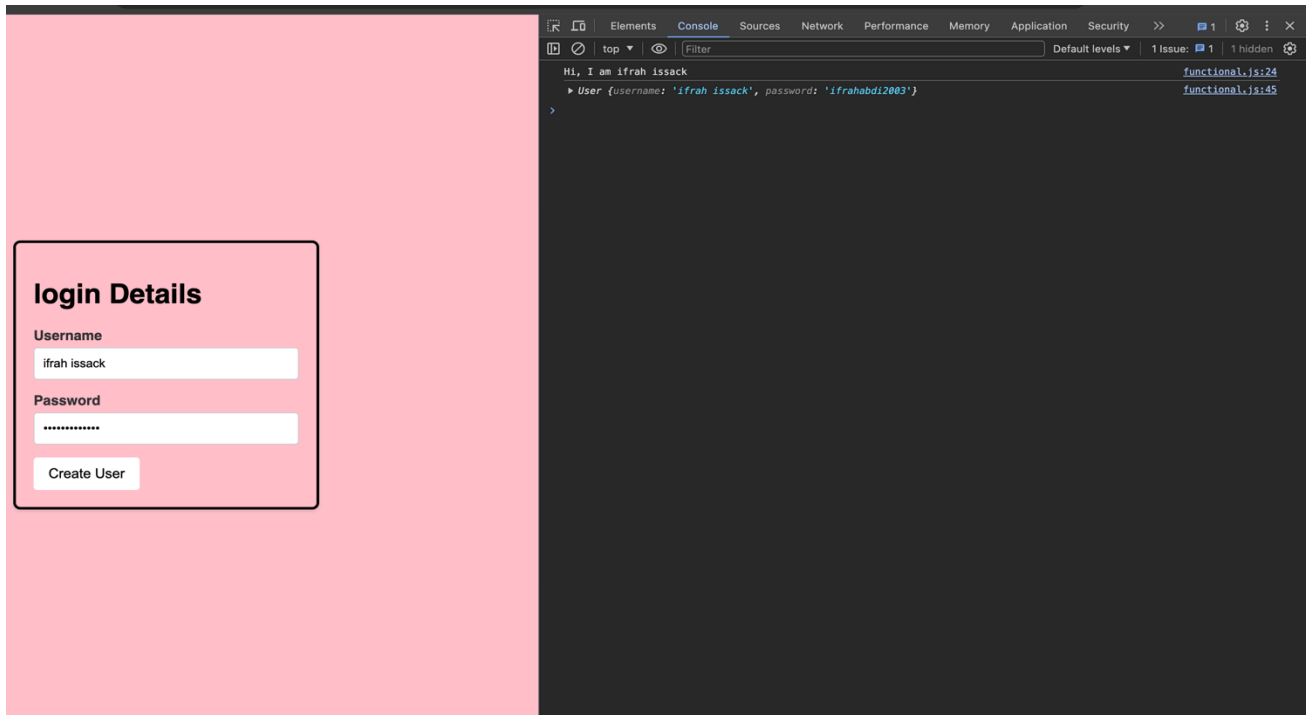 Elements Console Sources Network Performance Memory Application Security >> 1
top ▼ Filter Default levels ▼ 1 Issue: 1 1 hidden
Hi, I am ifrah issack functional.js:24
▶ User {username: 'ifrah issack', password: 'ifrahabdi2003'} functional.js:45
>
login Details
Username
ifrah issack
Password
•••••••••••••
Create User